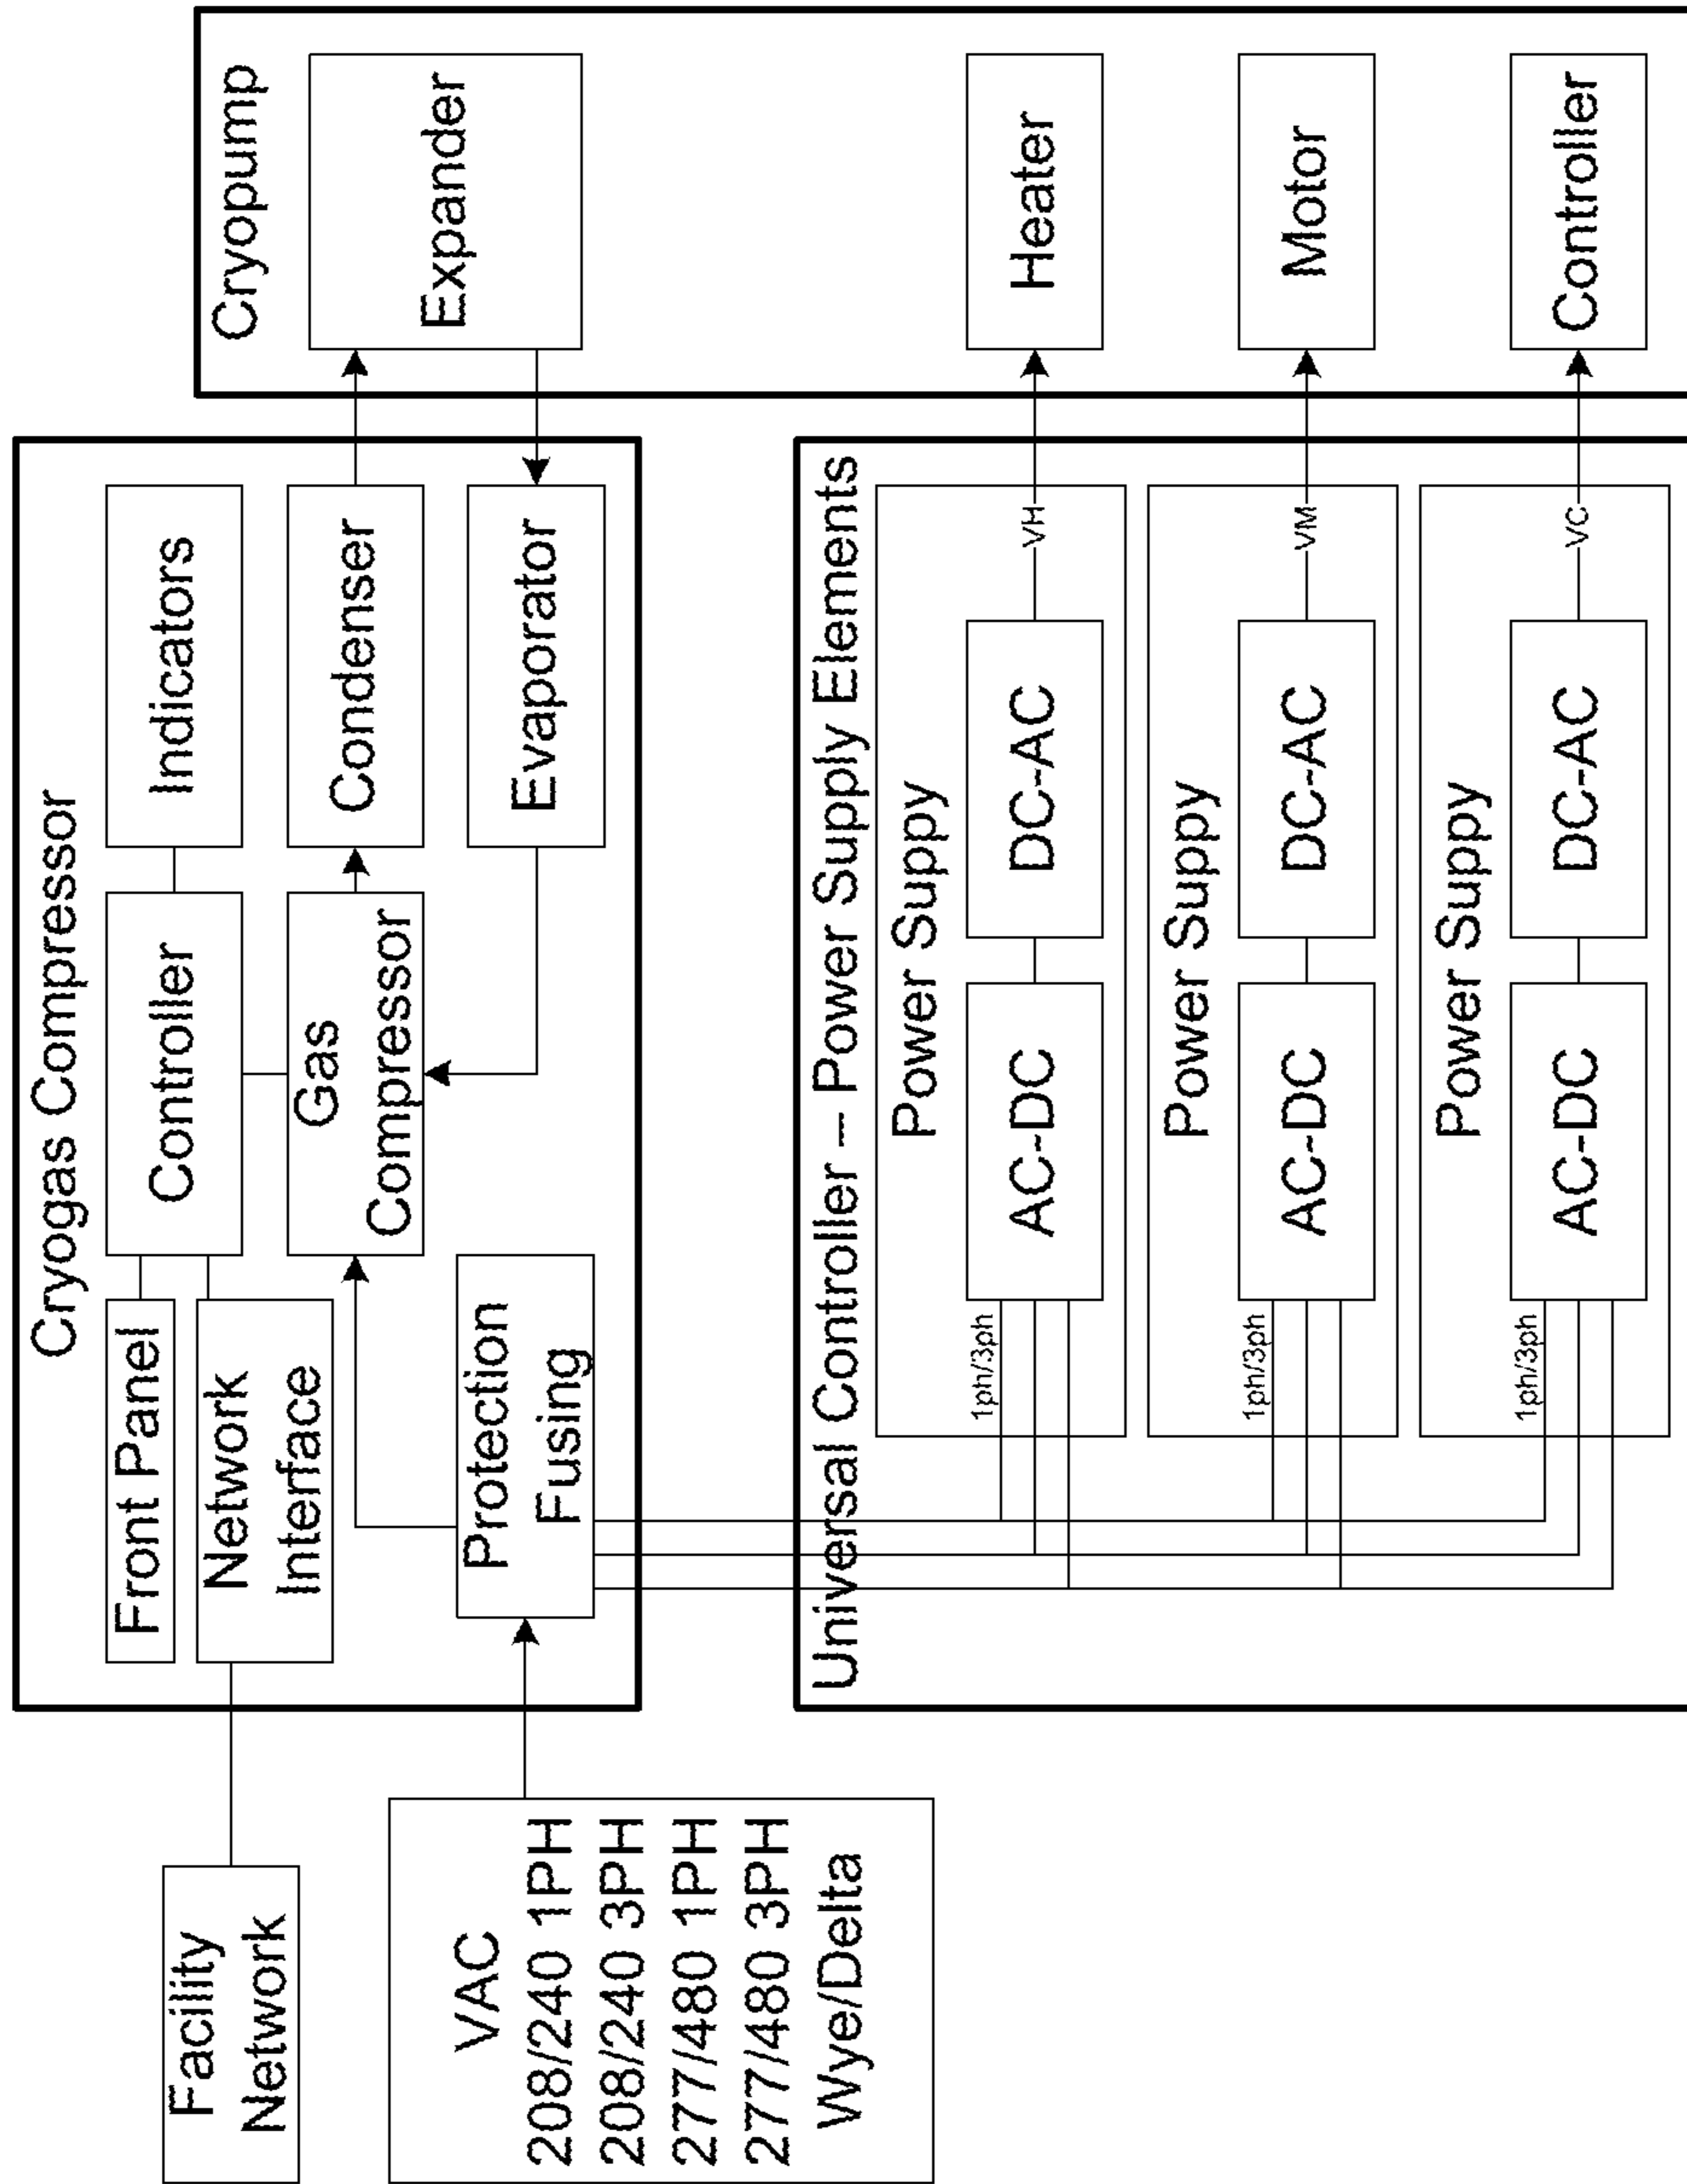 Facility
Network
VAC
208/240 1PH
208/240 3PH
277/480 1PH
277/480 3PH
Wye/Delta
Cryogas Compressor
Front Panel
Network
Interface
Controller
Indicators
Gas
Compressor
Condenser
Protection
Fusing
Evaporator
Cryopump
Expander
Heater
Motor
Controller
Universal Controller – Power Supply Elements
Power Suppy
1ph/3ph
AC-DC
DC-AC
VH
Power Suppy
1ph/3ph
AC-DC
DC-AC
VM
Power Suppy
1ph/3ph
AC-DC
DC-AC
VC